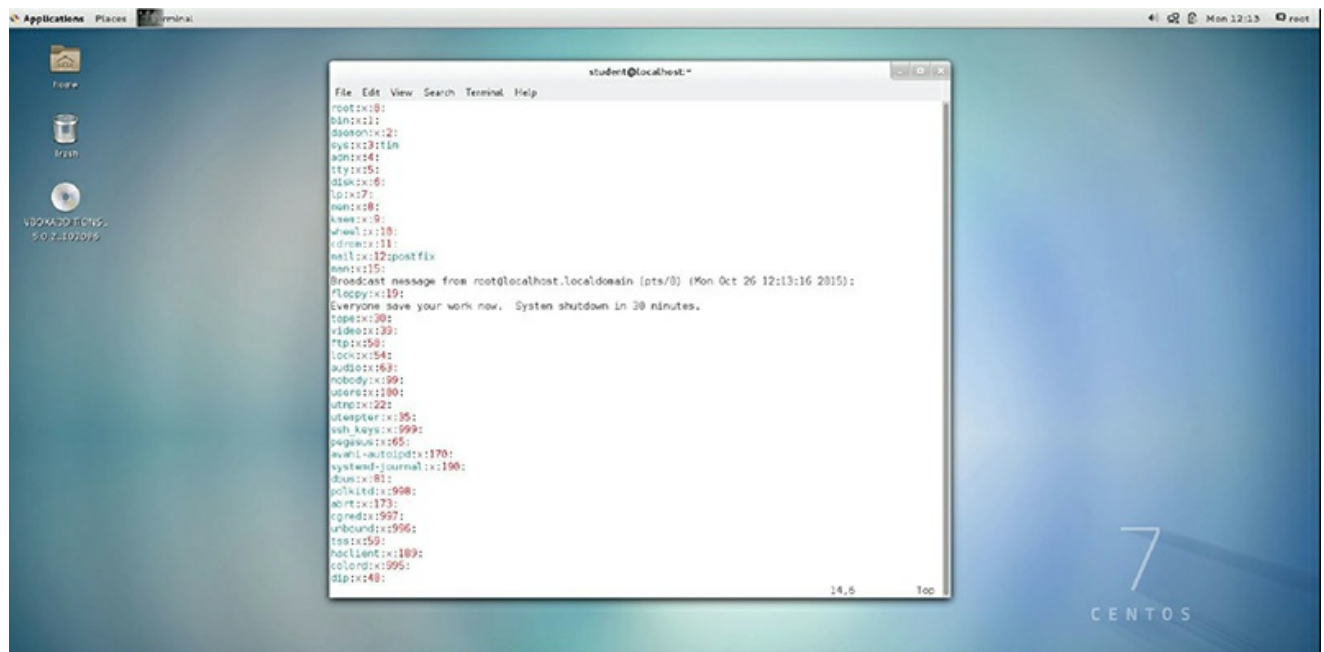 Applications Places Terminal
Mon 12:13 root
home
Trash
VBOXADDITIONS_
student@localhost:~
File Edit View Search Terminal Help
root:x:0:
bin:x:1:
daemon:x:2:
sys:x:3:tim
adm:x:4:
tty:x:5:
disk:x:6:
lp:x:7:
mem:x:8:
kmem:x:9:
wheel:x:10:
cdrom:x:11:
mail:x:12:postfix
man:x:15:
Broadcast message from root@localhost.localdomain (pts/0) (Mon Oct 26 12:13:16 2015):
floppy:x:19:
Everyone save your work now. System shutdown in 30 minutes.
tape:x:30:
video:x:39:
ftp:x:50:
lock:x:54:
audio:x:63:
nobody:x:99:
users:x:100:
utmp:x:22:
utempter:x:35:
ssh_keys:x:999:
pegasus:x:65:
avahi-autoipd:x:170:
systemd-journal:x:190:
dbus:x:81:
polkitd:x:998:
abrt:x:173:
cgred:x:997:
unbound:x:996:
tss:x:59:
haclient:x:189:
colord:x:995:
dip:x:40:
14,6 Top
7
CENTOS